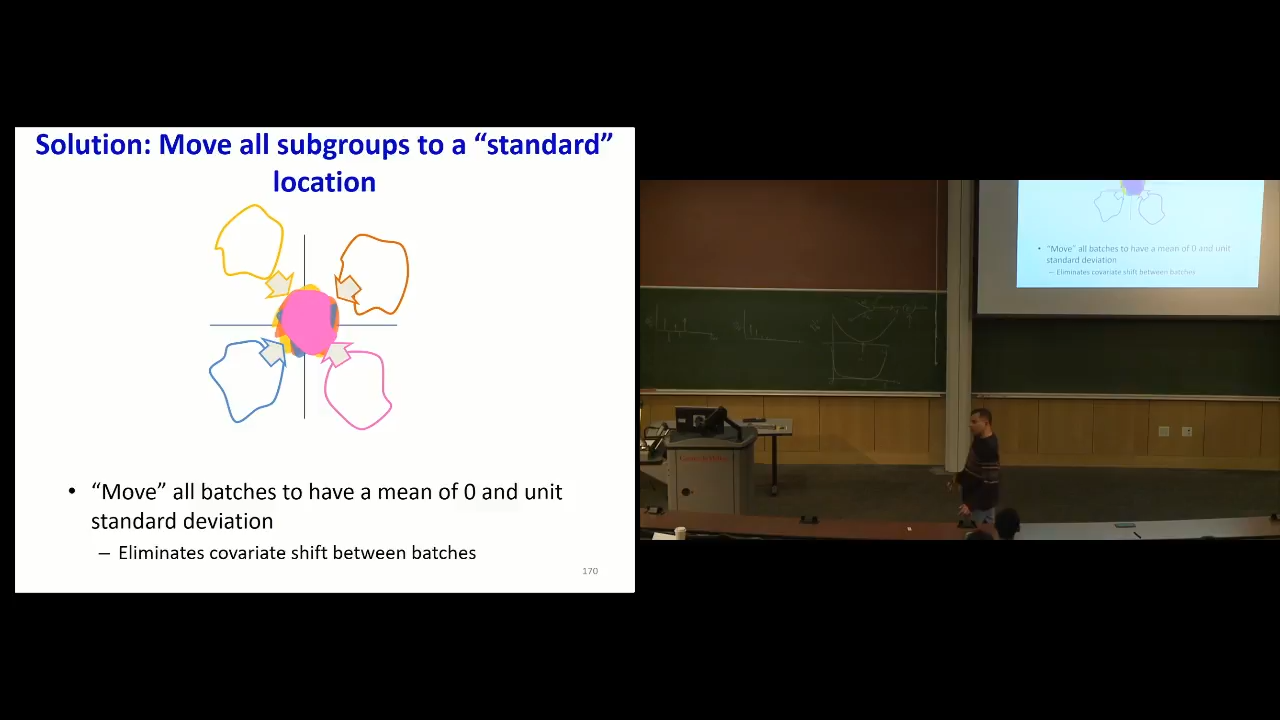 Solution: Move all subgroups to a “standard”
location
• “Move” all batches to have a mean of 0 and unit
standard deviation
– Eliminates covariate shift between batches
170
• “Move” all batches to have a mean of 0 and unit
standard deviation
– Eliminates covariate shift between batches